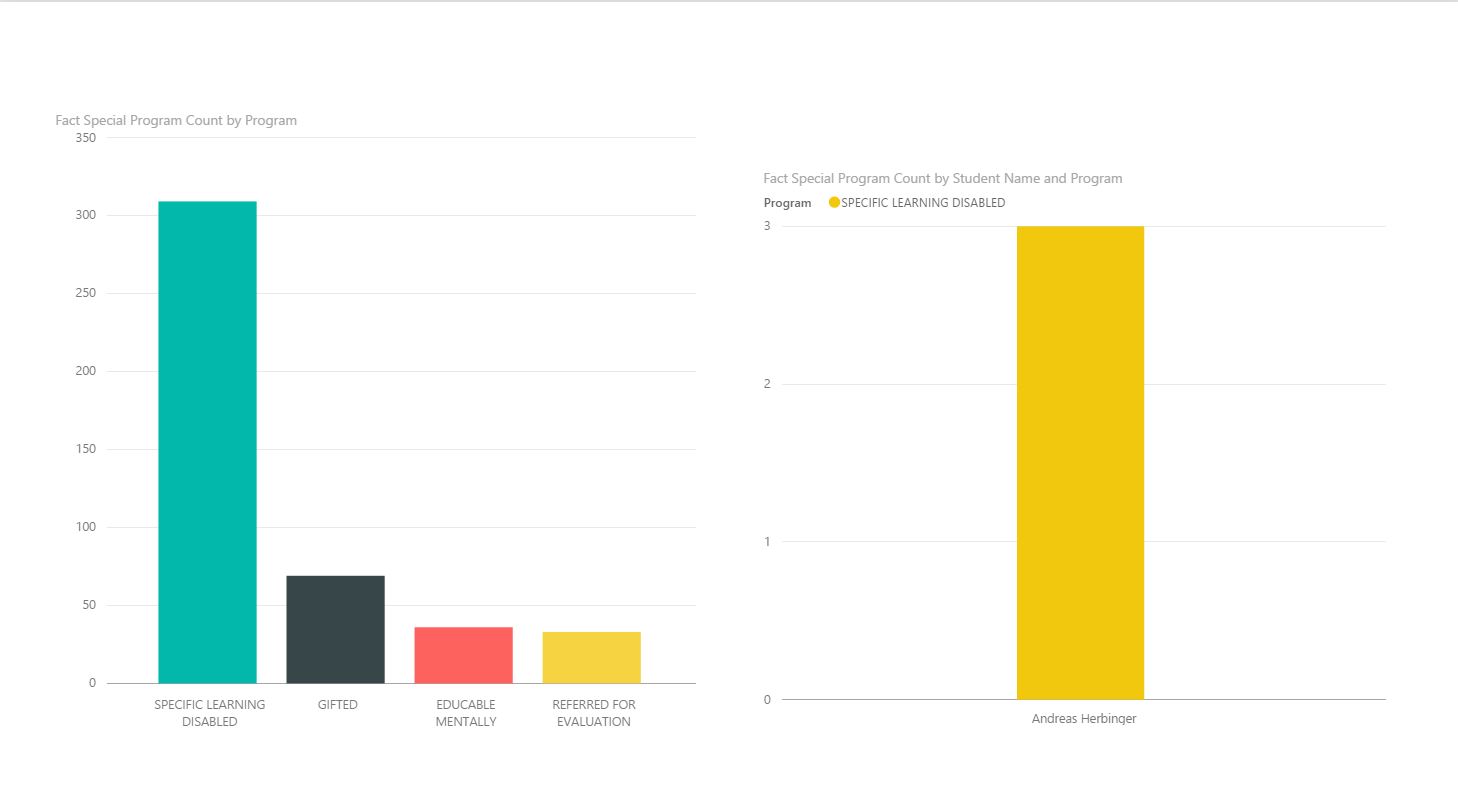 Fact Special Program Count by Program
350
300
250
200
150
100
50
0
SPECIFIC LEARNING
DISABLED
GIFTED
EDUCABLE
MENTALLY
REFERRED FOR
EVALUATION
Fact Special Program Count by Student Name and Program
Program SPECIFIC LEARNING DISABLED
3
2
1
0
Andreas Herbinger